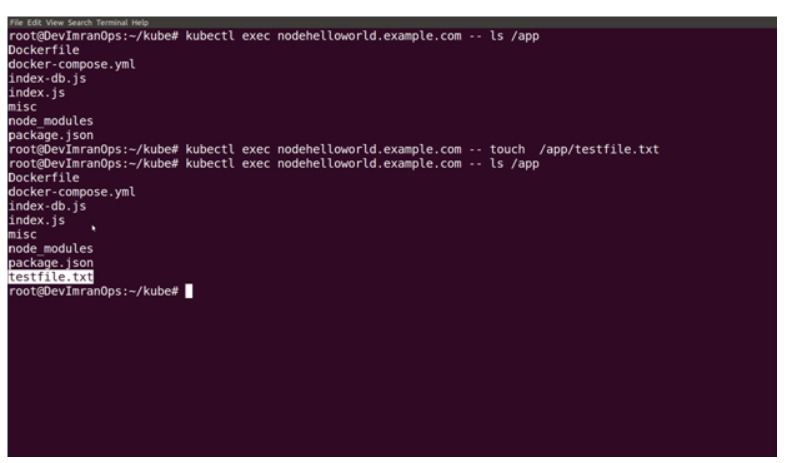 File Edit View Search Terminal Help
root@DevImranOps:~/kube# kubectl exec nodehelloworld.example.com -- ls /app
Dockerfile
docker-compose.yml
index-db.js
index.js
misc
node_modules
package.json
root@DevImranOps:~/kube# kubectl exec nodehelloworld.example.com -- touch  /app/testfile.txt
root@DevImranOps:~/kube# kubectl exec nodehelloworld.example.com -- ls /app
Dockerfile
docker-compose.yml
index-db.js
index.js
misc
node_modules
package.json
testfile.txt
root@DevImranOps:~/kube#